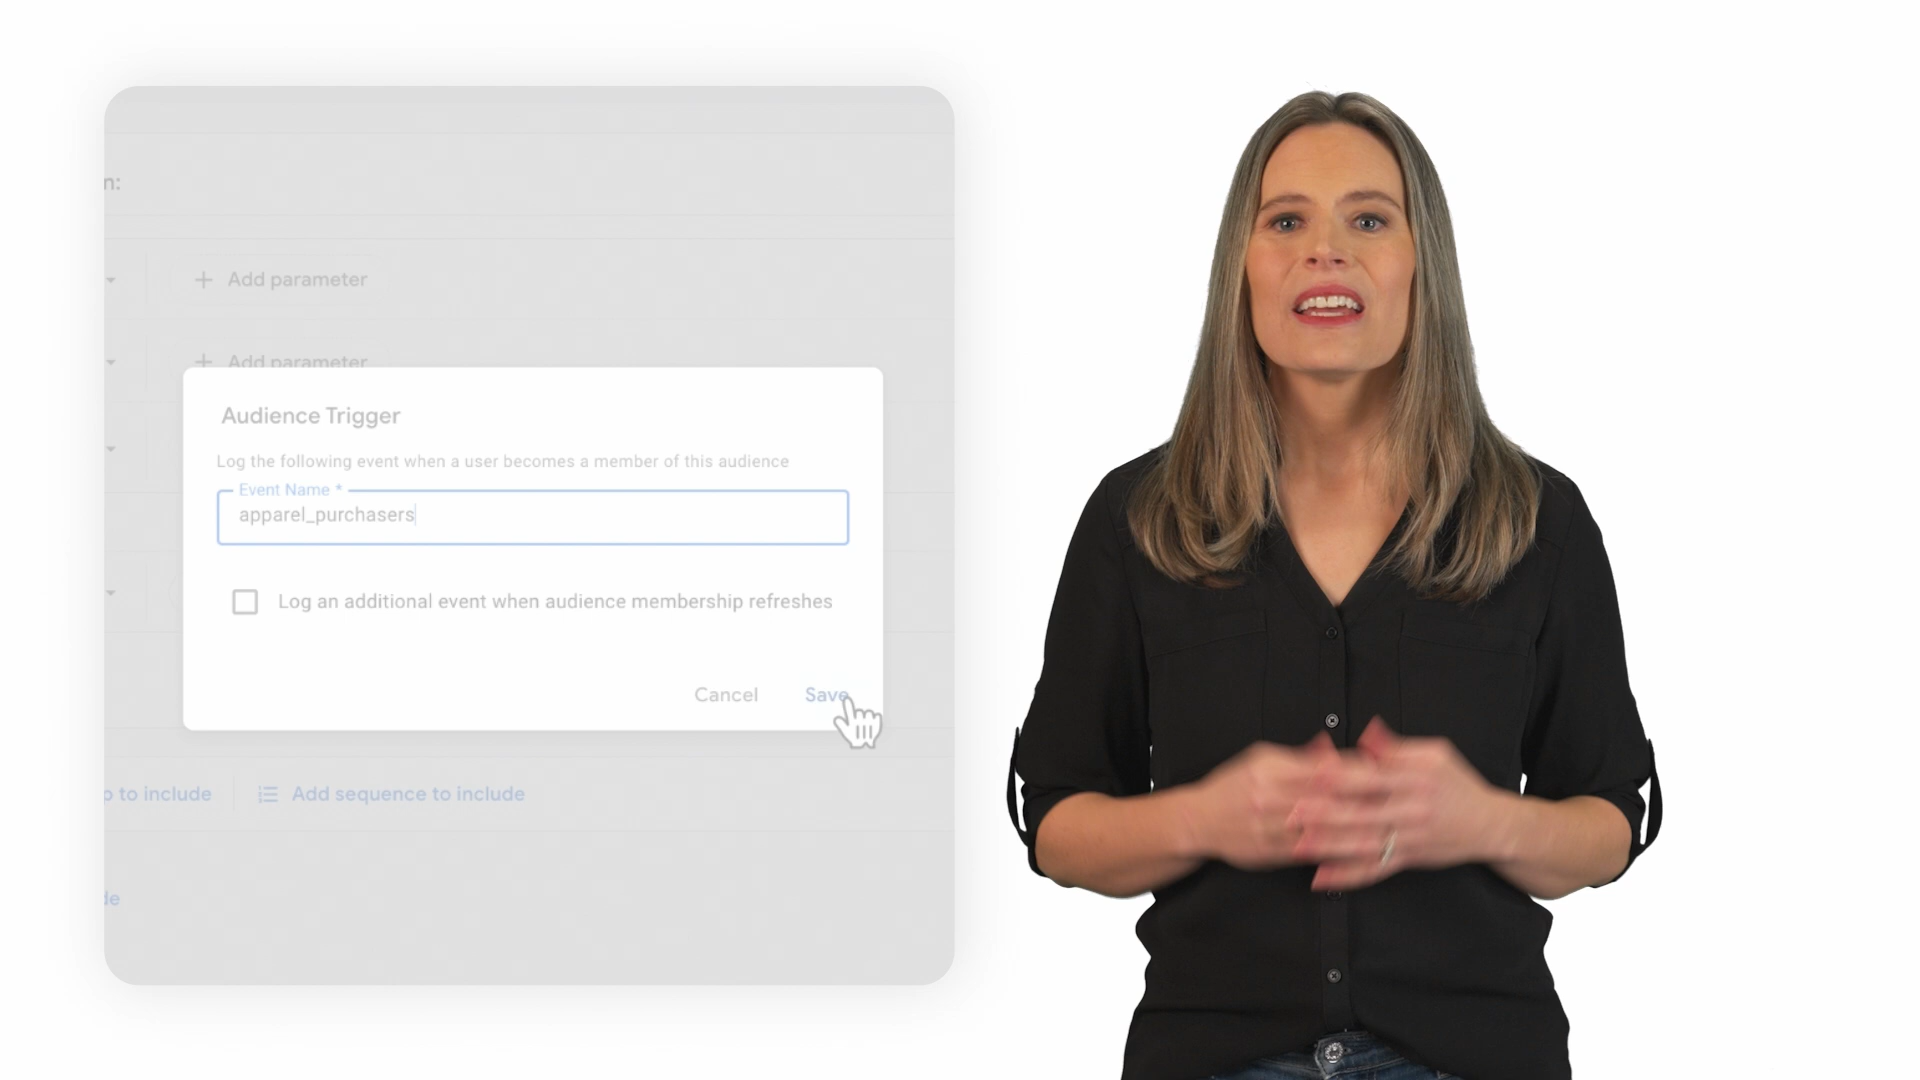 n:
Add parameter
Add parameter
Audience Trigger
Log the following event when a user becomes a member of this audience
Event Name *
apparel_purchasers
Log an additional event when audience membership refreshes
Cancel Save
to include Add sequence to include
de